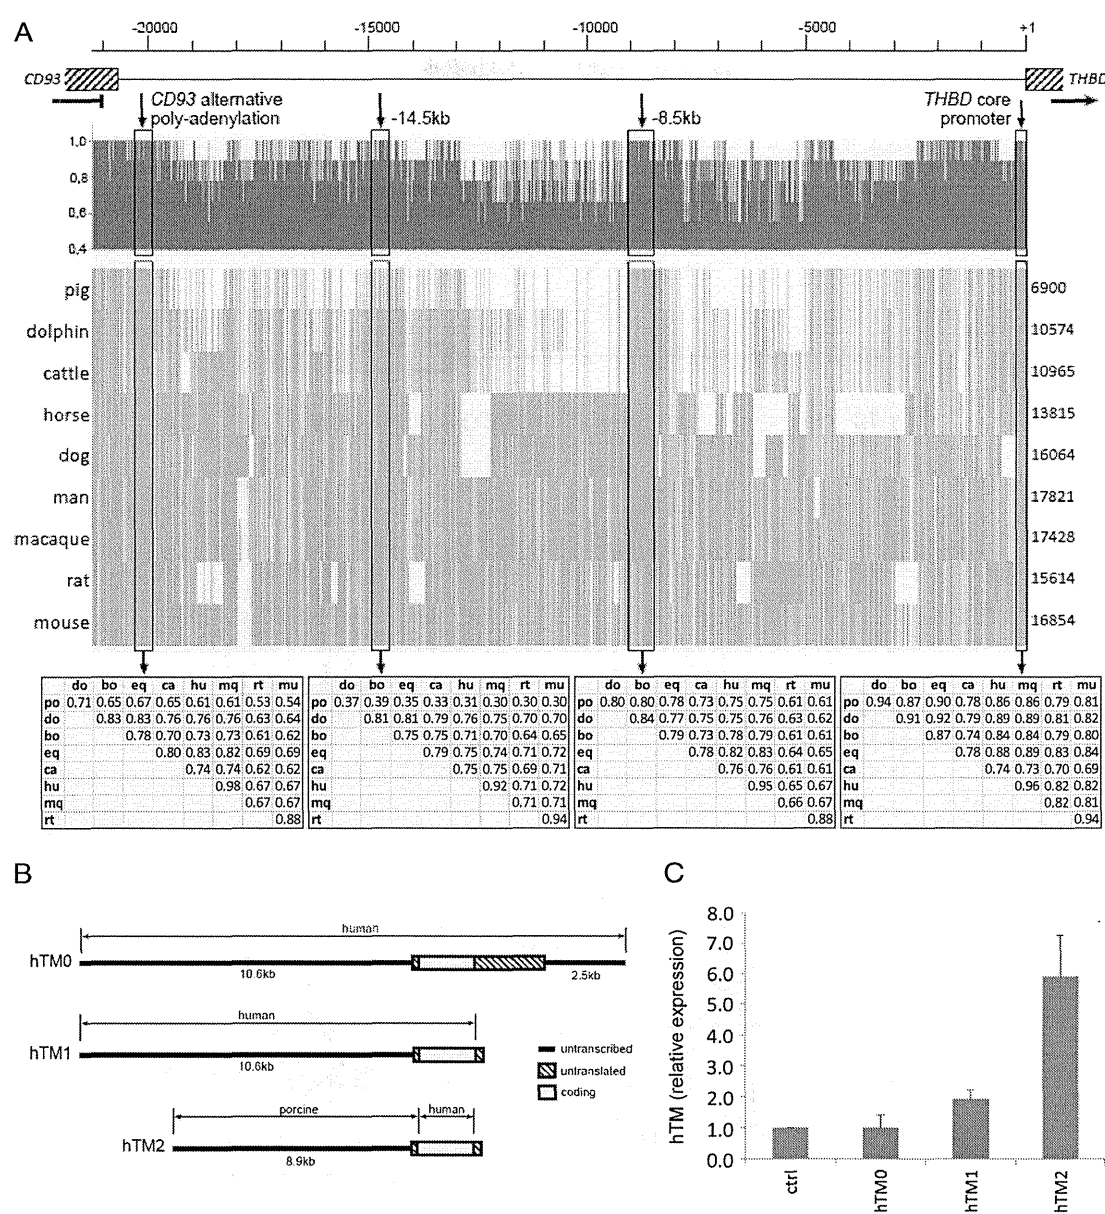 A
-20000 -15000 -10000 -5000 +1
CD93 THBD
CD93 alternative
poly-adenylation
-14.5kb
-8.5kb
THBD core
promoter
1,0
0,8
0,6
0,4
pig 6900
dolphin 10574
cattle 10965
horse 13815
dog 16064
man 17821
macaque 17428
rat 15614
mouse 16854
do bo eq ca hu mq rt mu
po 0.71 0.65 0.67 0.65 0.61 0.61 0.53 0.54
do 0.83 0.83 0.76 0.76 0.76 0.63 0.64
bo 0.78 0.70 0.73 0.73 0.61 0.62
eq 0.80 0.83 0.82 0.69 0.69
ca 0.74 0.74 0.62 0.62
hu 0.98 0.67 0.67
mq 0.67 0.67
rt 0.88
do bo eq ca hu mq rt mu
po 0.37 0.39 0.35 0.33 0.31 0.30 0.30 0.30
do 0.81 0.81 0.79 0.76 0.75 0.70 0.70
bo 0.75 0.75 0.71 0.70 0.64 0.65
eq 0.79 0.75 0.74 0.71 0.72
ca 0.75 0.75 0.69 0.71
hu 0.92 0.71 0.72
mq 0.71 0.71
rt 0.94
do bo eq ca hu mq rt mu
po 0.80 0.80 0.78 0.73 0.75 0.75 0.61 0.61
do 0.84 0.77 0.75 0.75 0.76 0.63 0.62
bo 0.79 0.73 0.78 0.79 0.61 0.61
eq 0.78 0.82 0.83 0.64 0.65
ca 0.76 0.76 0.61 0.61
hu 0.95 0.65 0.67
mq 0.66 0.67
rt 0.88
do bo eq ca hu mq rt mu
po 0.94 0.87 0.90 0.78 0.86 0.86 0.79 0.81
do 0.91 0.92 0.79 0.89 0.89 0.81 0.82
bo 0.87 0.74 0.84 0.84 0.79 0.80
eq 0.78 0.88 0.89 0.83 0.84
ca 0.74 0.73 0.70 0.69
hu 0.96 0.82 0.82
mq 0.82 0.81
rt 0.94
B
human
hTM0
10.6kb
2.5kb
human
hTM1
10.6kb
porcine human
hTM2
8.9kb
untranscribed
untranslated
coding
C
hTM (relative expression)
8.0
7.0
6.0
5.0
4.0
3.0
2.0
1.0
0.0
ctrl
hTM0
hTM1
hTM2